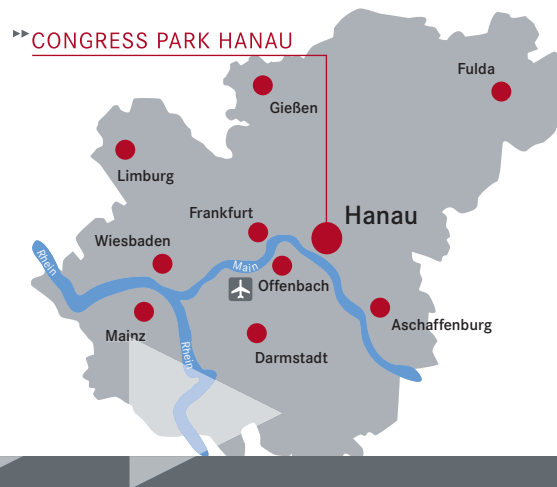 CONGRESS PARK HANAU
Fulda
Gießen
Limburg
Frankfurt
Hanau
Wiesbaden
Rhein
Main
Offenbach
Mainz
Aschaffenburg
Rhein
Darmstadt